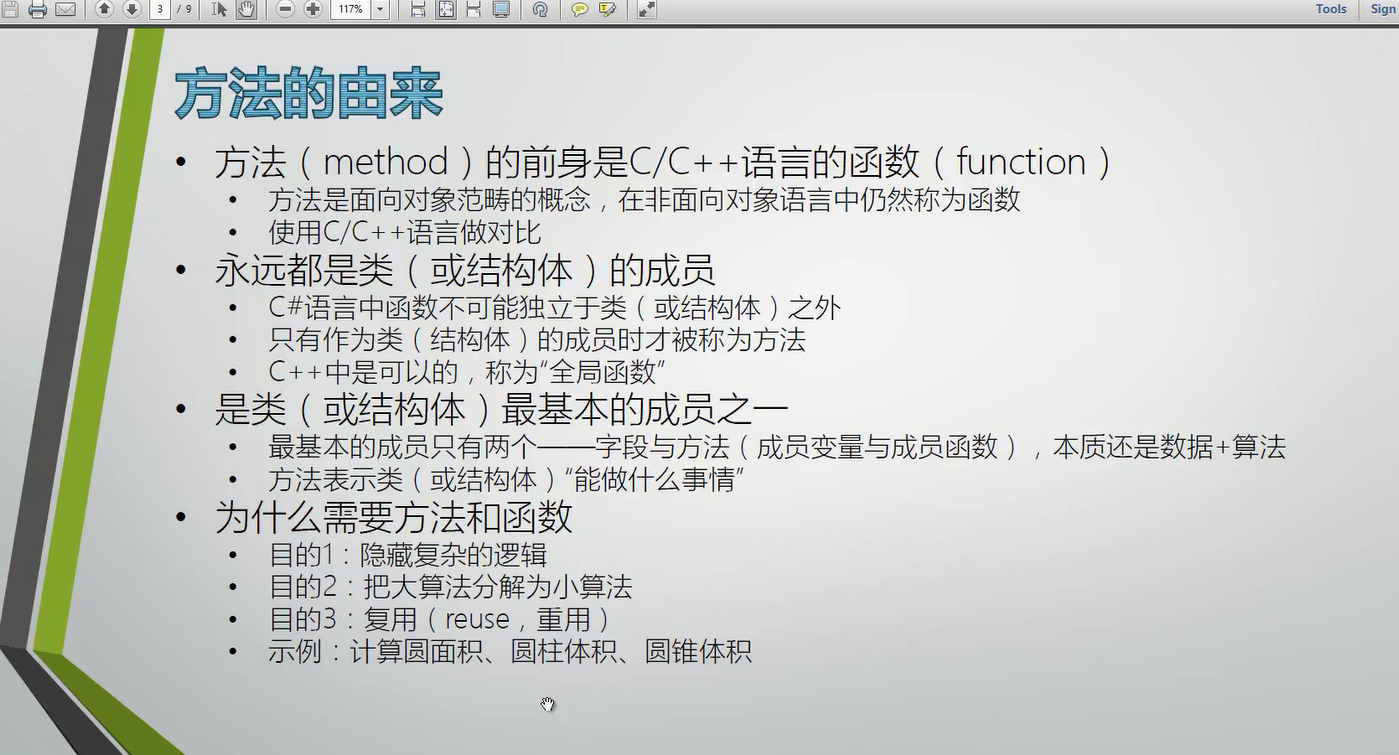 3 / 9 117% Tools Sign
方法的由来
• 方法（method）的前身是C/C++语言的函数（function）
• 方法是面向对象范畴的概念，在非面向对象语言中仍然称为函数
• 使用C/C++语言做对比
• 永远都是类（或结构体）的成员
• C#语言中函数不可能独立于类（或结构体）之外
• 只有作为类（结构体）的成员时才被称为方法
• C++中是可以的，称为“全局函数”
• 是类（或结构体）最基本的成员之一
• 最基本的成员只有两个——字段与方法（成员变量与成员函数），本质还是数据+算法
• 方法表示类（或结构体）“能做什么事情”
• 为什么需要方法和函数
• 目的1：隐藏复杂的逻辑
• 目的2：把大算法分解为小算法
• 目的3：复用（reuse，重用）
• 示例：计算圆面积、圆柱体积、圆锥体积